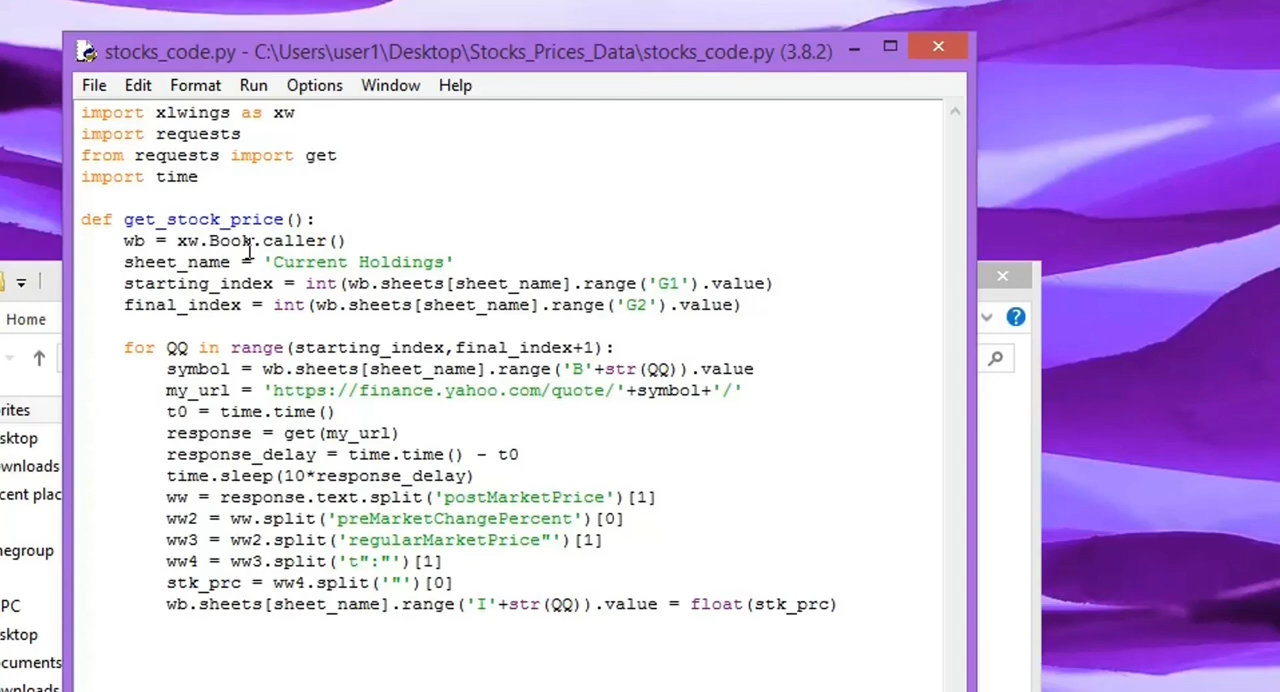 stocks_code.py - C:\Users\user1\Desktop\Stocks_Prices_Data\stocks_code.py (3.8.2)
File Edit Format Run Options Window Help
import xlwings as xw
import requests
from requests import get
import time
def get_stock_price():
    wb = xw.Book.caller()
    sheet_name = 'Current Holdings'
    starting_index = int(wb.sheets[sheet_name].range('G1').value)
    final_index = int(wb.sheets[sheet_name].range('G2').value)
    for QQ in range(starting_index,final_index+1):
        symbol = wb.sheets[sheet_name].range('B'+str(QQ)).value
        my_url = 'https://finance.yahoo.com/quote/'+symbol+'/'
        t0 = time.time()
        response = get(my_url)
        response_delay = time.time() - t0
        time.sleep(10*response_delay)
        ww = response.text.split('postMarketPrice')[1]
        ww2 = ww.split('preMarketChangePercent')[0]
        ww3 = ww2.split('regularMarketPrice"')[1]
        ww4 = ww3.split('t":"')[1]
        stk_prc = ww4.split('"')[0]
        wb.sheets[sheet_name].range('I'+str(QQ)).value = float(stk_prc)
Home
rites
sktop
wnloads
cent plac
negroup
PC
sktop
ocuments
wnloads